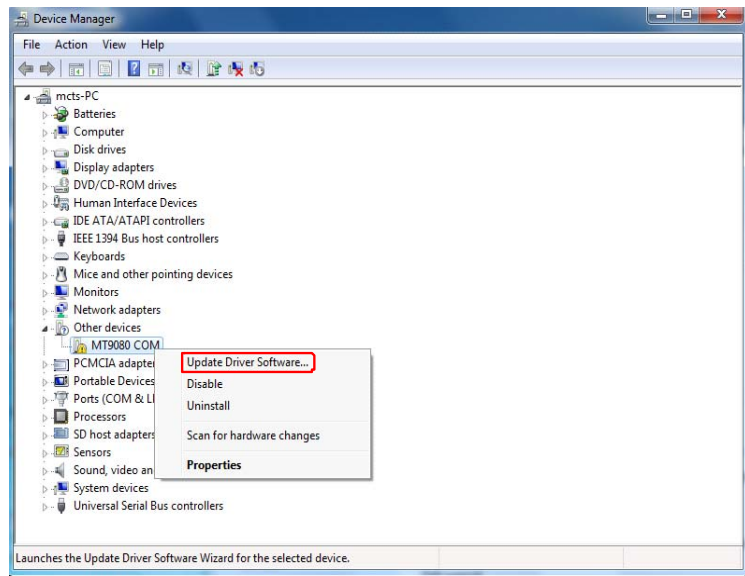 Device Manager
File Action View Help
mcts-PC
Batteries
Computer
Disk drives
Display adapters
DVD/CD-ROM drives
Human Interface Devices
IDE ATA/ATAPI controllers
IEEE 1394 Bus host controllers
Keyboards
Mice and other pointing devices
Monitors
Network adapters
Other devices
MT9080 COM
PCMCIA adapte
Portable Devices
Ports (COM & L
Processors
SD host adapters
Sensors
Sound, video an
System devices
Universal Serial Bus controllers
Update Driver Software...
Disable
Uninstall
Scan for hardware changes
Properties
Launches the Update Driver Software Wizard for the selected device.